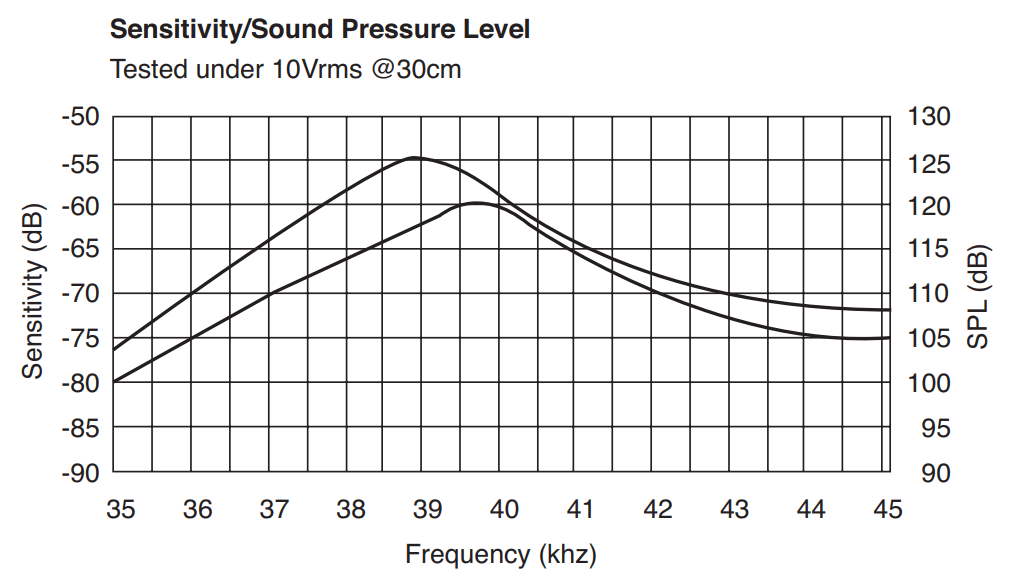 Sensitivity/Sound Pressure Level
Tested under 10Vrms @30cm
-50 130
-55 125
-60 120
-65 115
-70 110
-75 105
-80 100
-85 95
-90 90
Sensitivity (dB)
SPL (dB)
35 36 37 38 39 40 41 42 43 44 45
Frequency (khz)